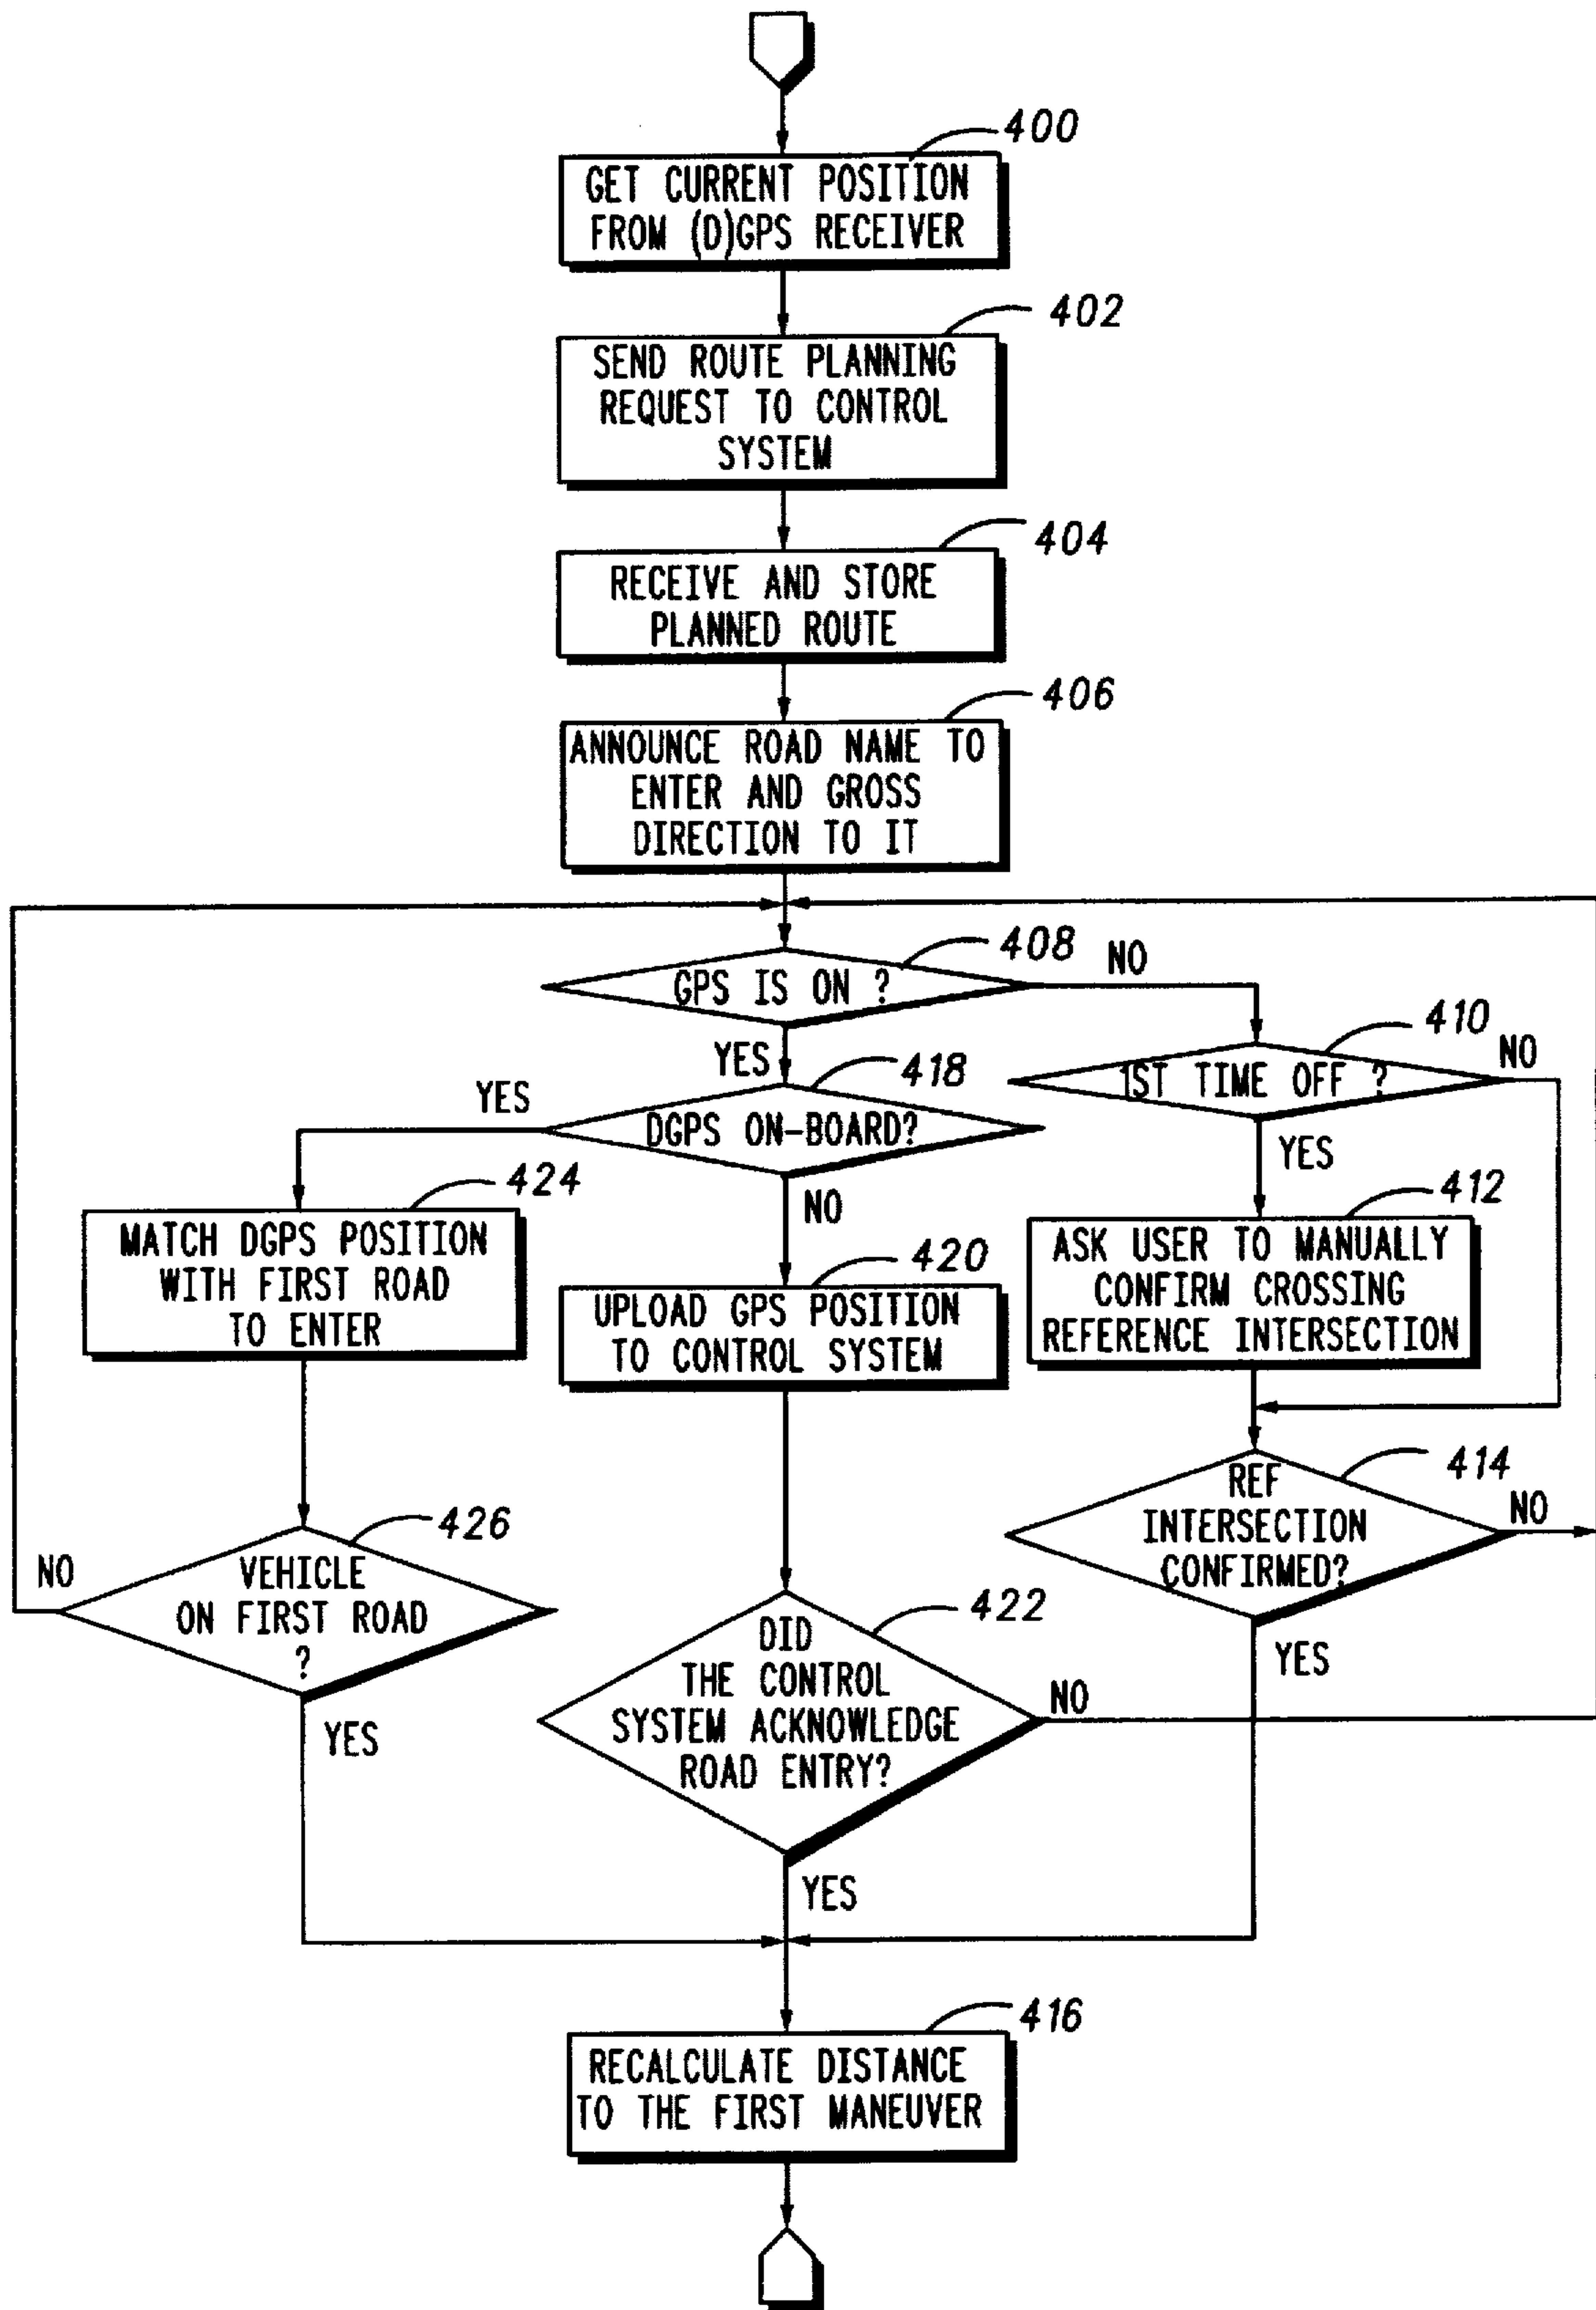 400
GET CURRENT POSITION
FROM (D)GPS RECEIVER
402
SEND ROUTE PLANNING
REQUEST TO CONTROL
SYSTEM
404
RECEIVE AND STORE
PLANNED ROUTE
406
ANNOUNCE ROAD NAME TO
ENTER AND GROSS
DIRECTION TO IT
408
NO
GPS IS ON ?
410
NO
1ST TIME OFF ?
YES
YES
418
YES
DGPS ON-BOARD?
NO
424
MATCH DGPS POSITION
WITH FIRST ROAD
TO ENTER
420
UPLOAD GPS POSITION
TO CONTROL SYSTEM
412
ASK USER TO MANUALLY
CONFIRM CROSSING
REFERENCE INTERSECTION
414
REF
INTERSECTION
CONFIRMED?
NO
YES
426
NO
VEHICLE
ON FIRST ROAD
?
YES
422
DID
THE CONTROL
SYSTEM ACKNOWLEDGE
ROAD ENTRY?
NO
YES
416
RECALCULATE DISTANCE
TO THE FIRST MANEUVER